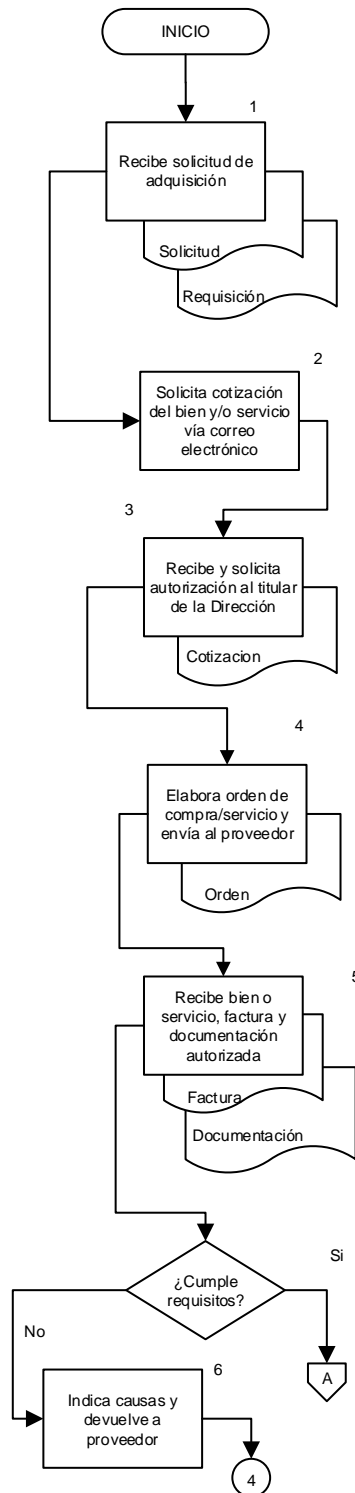 INICIO
1
Recibe solicitud de
adquisición
Solicitud
Requisición
2
Solicita cotización
del bien y/o servicio
vía correo
electrónico
3
Recibe y solicita
autorización al titular
de la Dirección
Cotizacion
4
Elabora orden de
compra/servicio y
envía al proveedor
Orden
5
Recibe bien o
servicio, factura y
documentación
autorizada
Factura
Documentación
¿Cumple
requisitos?
Si
No
A
6
Indica causas y
devuelve a
proveedor
4